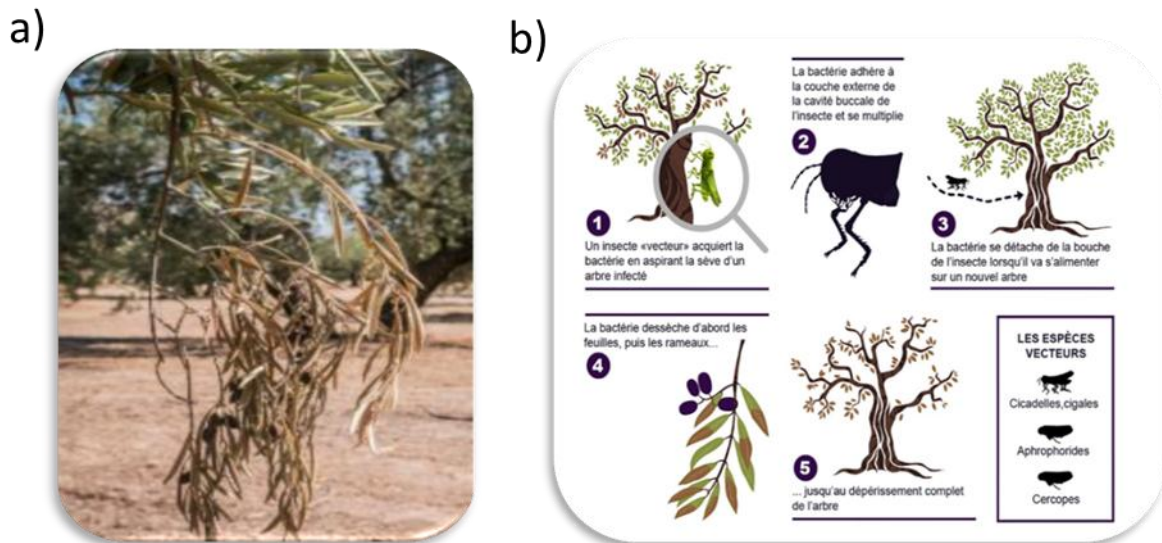 a)
b)
La bactérie adhère à
la couche externe de
la cavité buccale de
l'insecte et se multiplie
1
2
3
Un insecte «vecteur» acquiert la
bactérie en aspirant la sève d'un
arbre infecté
La bactérie se détache de la bouche
de l'insecte lorsqu'il va s'alimenter
sur un nouvel arbre
La bactérie dessèche d'abord les
feuilles, puis les rameaux...
4
5
... jusqu'au dépérissement complet
de l'arbre
LES ESPÈCES
VECTEURS
Cicadelles,cigales
Aphrophorides
Cercopes